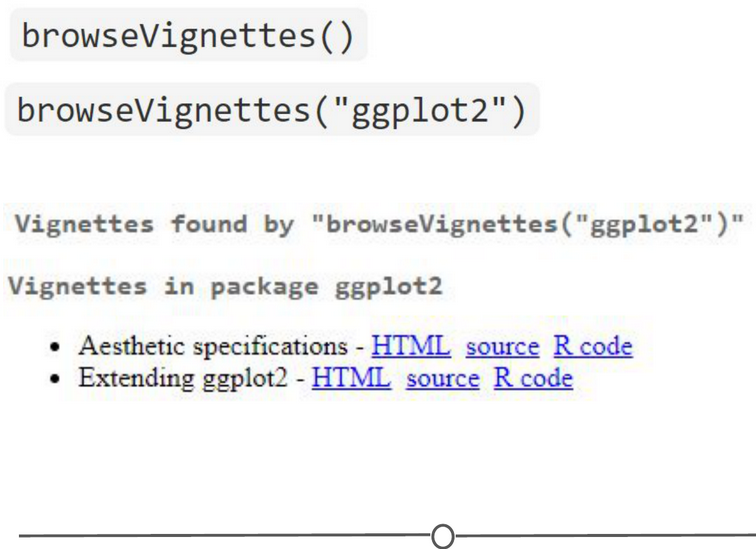 browseVignettes()
browseVignettes("ggplot2")
Vignettes found by "browseVignettes("ggplot2")"
Vignettes in package ggplot2
• Aesthetic specifications - HTML source R code
• Extending ggplot2 - HTML source R code